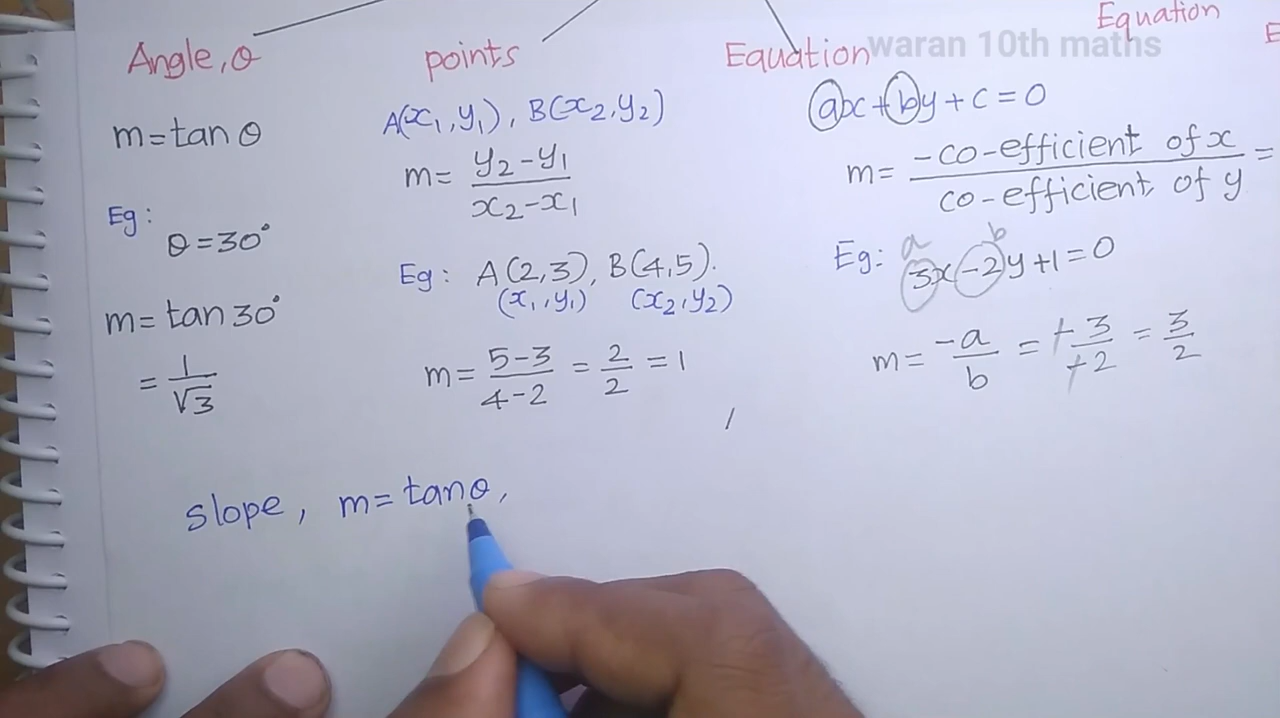 Equation
E
Angle, θ
points
Equation
waran 10th maths
m = tan θ
Eg :
θ = 30°
m = tan 30°
= 1/√3
A(x₁, y₁), B(x₂, y₂)
m = (y₂ - y₁)/(x₂ - x₁)
Eg : A(2,3), B(4,5).
(x₁, y₁) (x₂, y₂)
m = (5-3)/(4-2) = 2/2 = 1
ax + by + c = 0
m = -co-efficient of x/co-efficient of y =
a b
Eg: 3x - 2y + 1 = 0
m = -a/b = -3/-2 = 3/2
slope, m = tan θ,